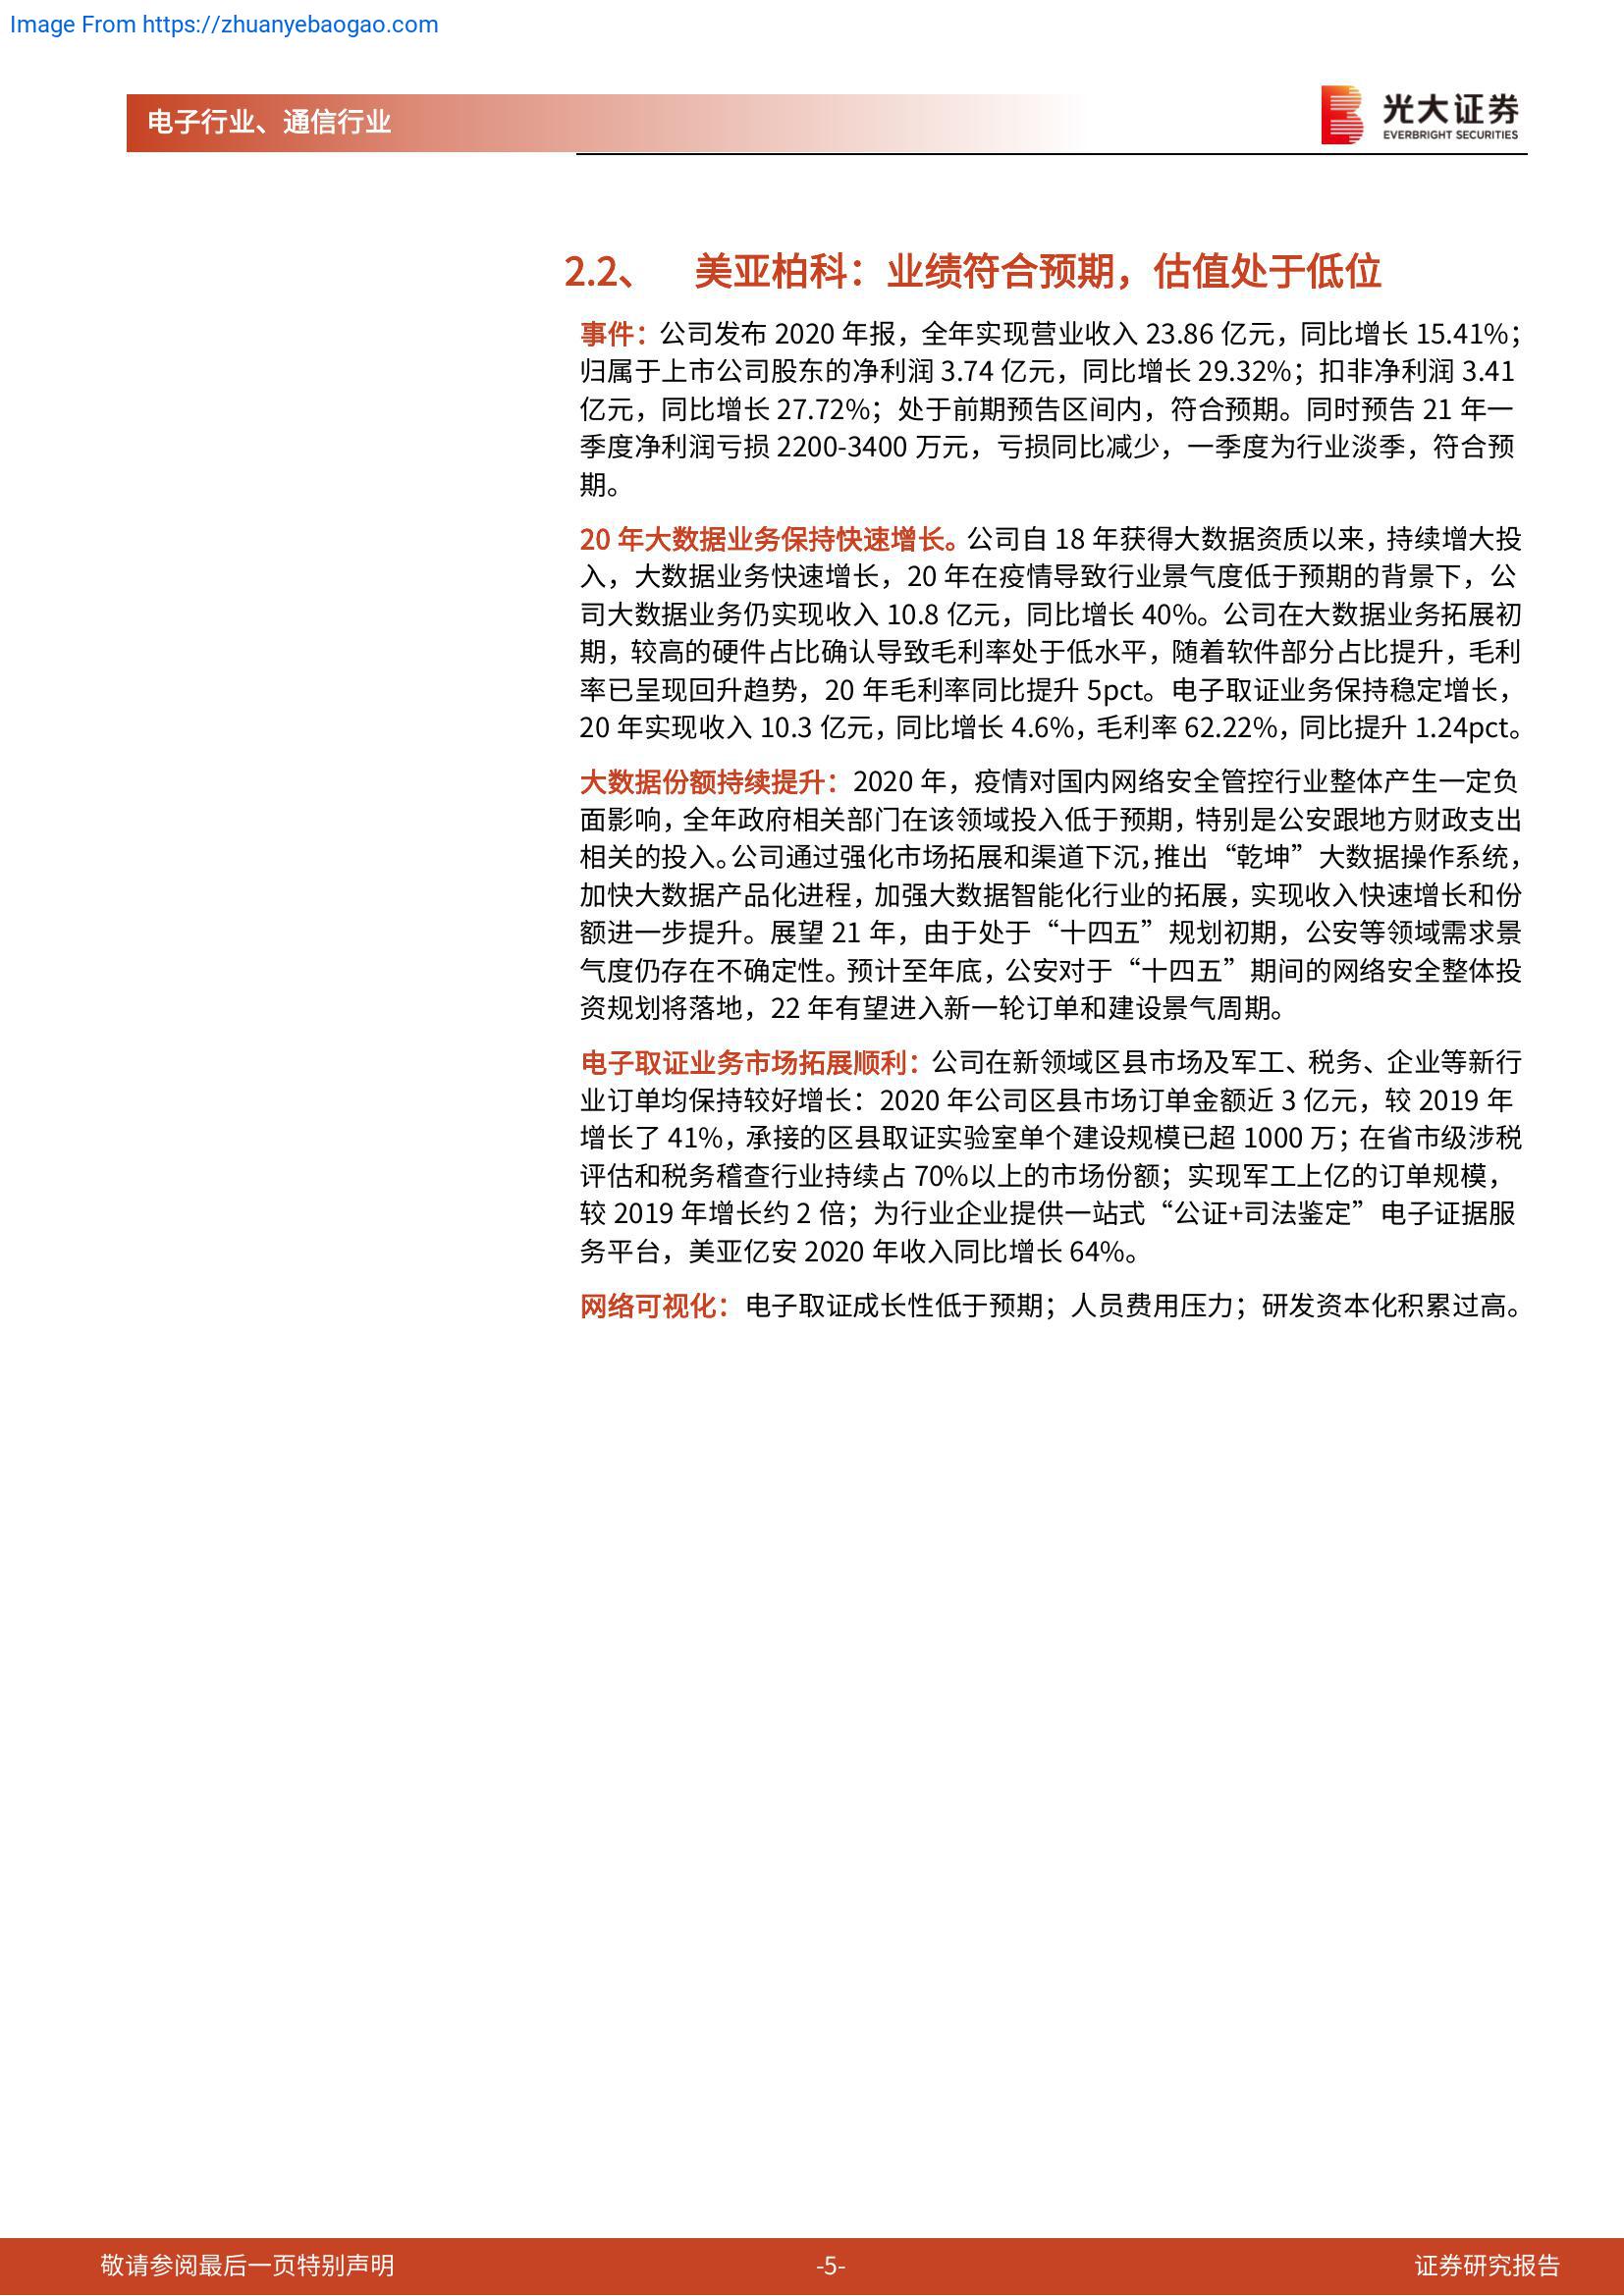 Image From https://zhuanyebaogao.com
电子行业、通信行业
光大证券
EVERBRIGHT SECURITIES
2.2、 美亚柏科：业绩符合预期，估值处于低位
事件：公司发布 2020 年报，全年实现营业收入 23.86 亿元，同比增长 15.41%；
归属于上市公司股东的净利润 3.74 亿元，同比增长 29.32%；扣非净利润 3.41
亿元，同比增长 27.72%；处于前期预告区间内，符合预期。同时预告 21 年一
季度净利润亏损 2200-3400 万元，亏损同比减少，一季度为行业淡季，符合预
期。
20 年大数据业务保持快速增长。公司自 18 年获得大数据资质以来，持续增大投
入，大数据业务快速增长，20 年在疫情导致行业景气度低于预期的背景下，公
司大数据业务仍实现收入 10.8 亿元，同比增长 40%。公司在大数据业务拓展初
期，较高的硬件占比确认导致毛利率处于低水平，随着软件部分占比提升，毛利
率已呈现回升趋势，20 年毛利率同比提升 5pct。电子取证业务保持稳定增长，
20 年实现收入 10.3 亿元，同比增长 4.6%，毛利率 62.22%，同比提升 1.24pct。
大数据份额持续提升：2020 年，疫情对国内网络安全管控行业整体产生一定负
面影响，全年政府相关部门在该领域投入低于预期，特别是公安跟地方财政支出
相关的投入。公司通过强化市场拓展和渠道下沉，推出“乾坤”大数据操作系统，
加快大数据产品化进程，加强大数据智能化行业的拓展，实现收入快速增长和份
额进一步提升。展望 21 年，由于处于“十四五”规划初期，公安等领域需求景
气度仍存在不确定性。预计至年底，公安对于“十四五”期间的网络安全整体投
资规划将落地，22 年有望进入新一轮订单和建设景气周期。
电子取证业务市场拓展顺利：公司在新领域区县市场及军工、税务、企业等新行
业订单均保持较好增长：2020 年公司区县市场订单金额近 3 亿元，较 2019 年
增长了 41%，承接的区县取证实验室单个建设规模已超 1000 万；在省市级涉税
评估和税务稽查行业持续占 70%以上的市场份额；实现军工上亿的订单规模，
较 2019 年增长约 2 倍；为行业企业提供一站式“公证+司法鉴定”电子证据服
务平台，美亚亿安 2020 年收入同比增长 64%。
网络可视化：电子取证成长性低于预期；人员费用压力；研发资本化积累过高。
敬请参阅最后一页特别声明
-5-
证券研究报告